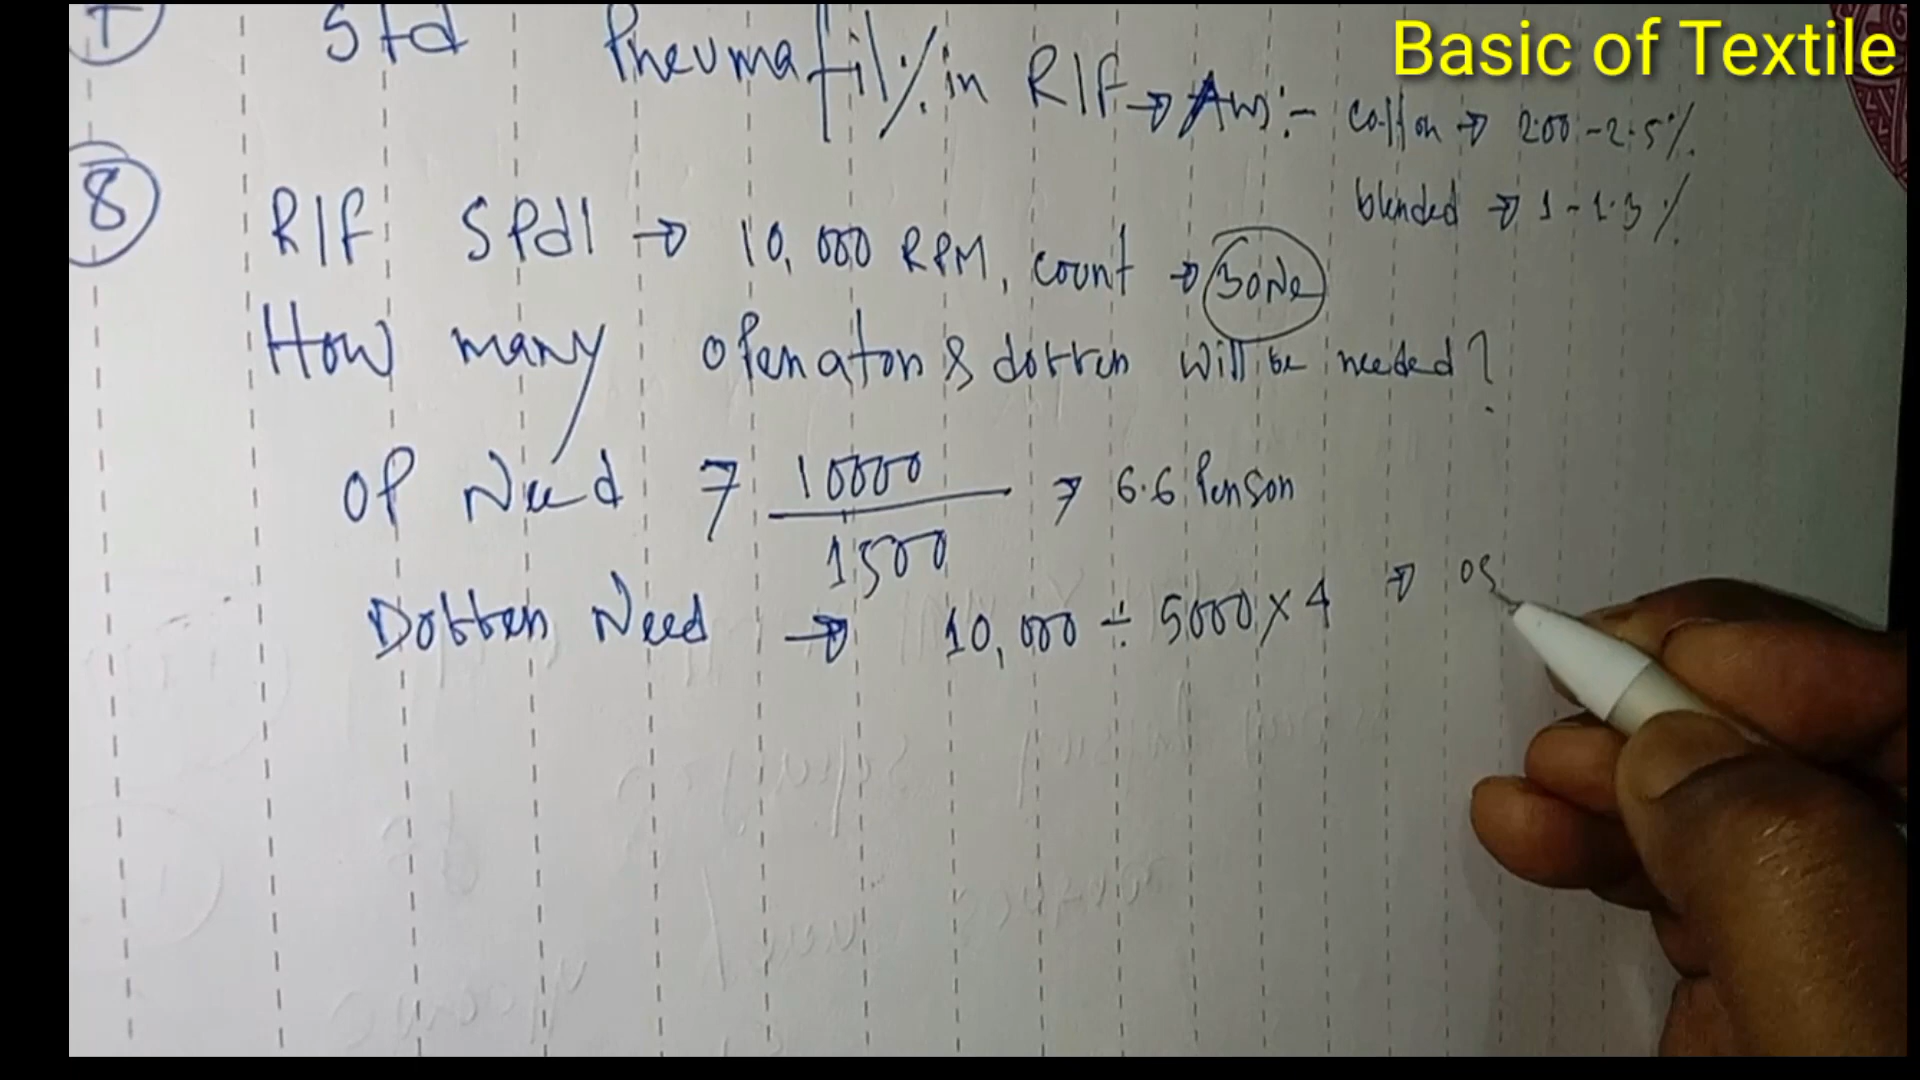 Basic of Textile
7 Std Pneumafil % in R/F → Ans:- cotton → 2.00 - 2.5%
blended → 1 - 1.3%
8 R/F Spdl → 10,000 RPM, count → 30Ne
How many operator & doffer will be needed?
OP Need → 10000 / 1500 → 6.6 Person
Doffer Need → 10,000 ÷ 5000 × 4 → 08